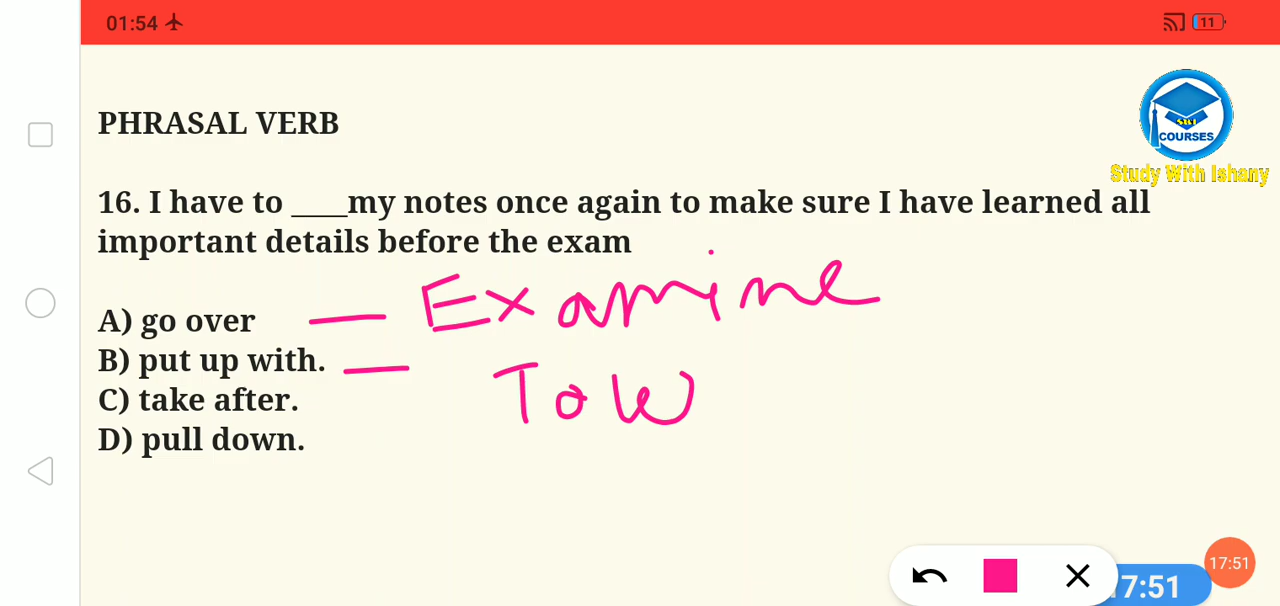 01:54
11
SKJ
COURSES
Study With Ishany
PHRASAL VERB
16. I have to ____my notes once again to make sure I have learned all
important details before the exam
A) go over — Examine
B) put up with. — Tow
C) take after.
D) pull down.
7:51
17:51